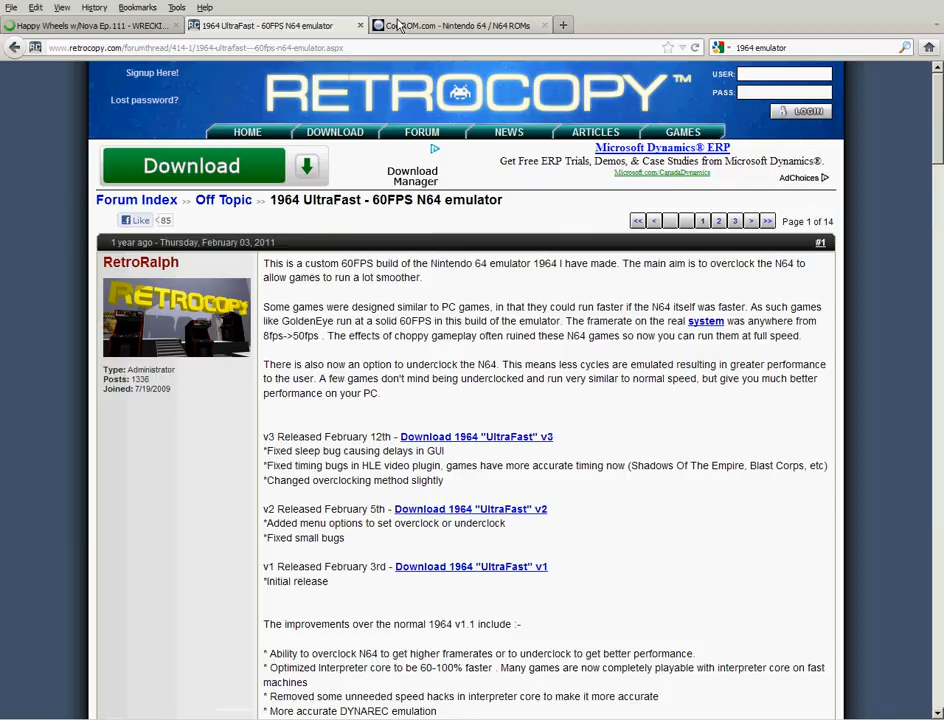 File Edit View History Bookmarks Tools Help
Happy Wheels w/Nova Ep.111 - WRECKI...
1964 UltraFast - 60FPS N64 emulator
ROM.com - Nintendo 64 / N64 ROMs
www.retrocopy.com/forumthread/414-1/1964-ultrafast---60fps-n64-emulator.aspx
1964 emulator
Signup Here!
Lost password?
RETROCOPY™
USER:
PASS:
LOGIN
HOME DOWNLOAD FORUM NEWS ARTICLES GAMES
Download
Download Manager
Microsoft Dynamics® ERP
Get Free ERP Trials, Demos, & Case Studies from Microsoft Dynamics®.
Microsoft.com/CanadaDynamics
AdChoices
Forum Index >> Off Topic >> 1964 UltraFast - 60FPS N64 emulator
Like 85
<< < 1 2 3 > >> Page 1 of 14
1 year ago - Thursday, February 03, 2011 #1
RetroRalph
RETROCOPY
Type: Administrator
Posts: 1336
Joined: 7/19/2009
This is a custom 60FPS build of the Nintendo 64 emulator 1964 I have made. The main aim is to overclock the N64 to
allow games to run a lot smoother.
Some games were designed similar to PC games, in that they could run faster if the N64 itself was faster. As such games
like GoldenEye run at a solid 60FPS in this build of the emulator. The framerate on the real system was anywhere from
8fps->50fps . The effects of choppy gameplay often ruined these N64 games so now you can run them at full speed.
There is also now an option to underclock the N64. This means less cycles are emulated resulting in greater performance
to the user. A few games don't mind being underclocked and run very similar to normal speed, but give you much better
performance on your PC.
v3 Released February 12th - Download 1964 "UltraFast" v3
*Fixed sleep bug causing delays in GUI
*Fixed timing bugs in HLE video plugin, games have more accurate timing now (Shadows Of The Empire, Blast Corps, etc)
*Changed overclocking method slightly
v2 Released February 5th - Download 1964 "UltraFast" v2
*Added menu options to set overclock or underclock
*Fixed small bugs
v1 Released February 3rd - Download 1964 "UltraFast" v1
*Initial release
The improvements over the normal 1964 v1.1 include :-
* Ability to overclock N64 to get higher framerates or to underclock to get better performance.
* Optimized Interpreter core to be 60-100% faster . Many games are now completely playable with interpreter core on fast
machines
* Removed some unneeded speed hacks in interpreter core to make it more accurate
* More accurate DYNAREC emulation